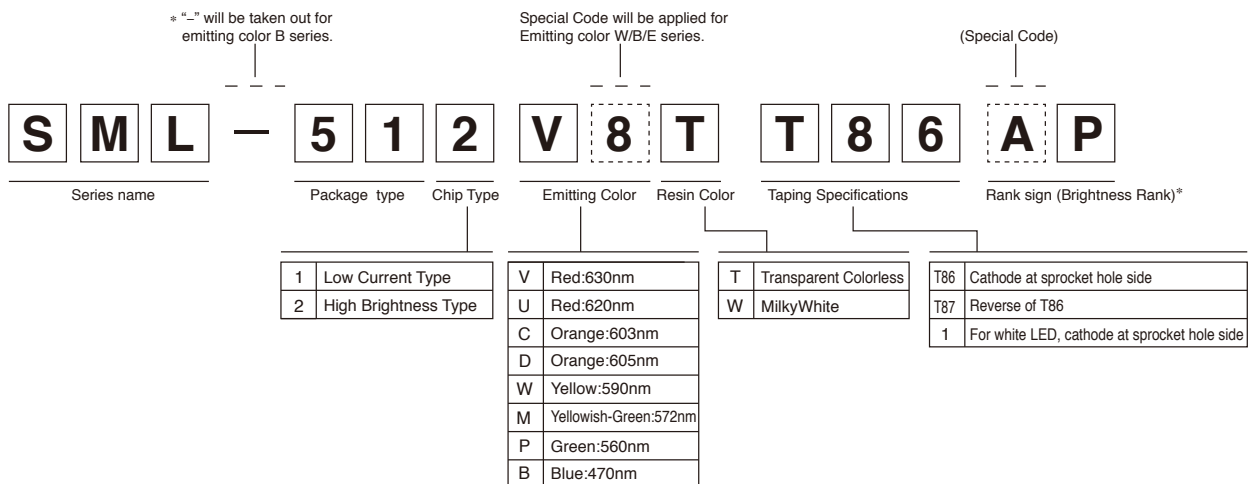 * “–” will be taken out for
emitting color B series.
Special Code will be applied for
Emitting color W/B/E series.
(Special Code)
S M L – 5 1 2 V 8 T T 8 6 A P
Series name
Package type
Chip Type
Emitting Color
Resin Color
Taping Specifications
Rank sign (Brightness Rank)*
1 Low Current Type
2 High Brightness Type
V Red:630nm
U Red:620nm
C Orange:603nm
D Orange:605nm
W Yellow:590nm
M Yellowish-Green:572nm
P Green:560nm
B Blue:470nm
T Transparent Colorless
W MilkyWhite
T86 Cathode at sprocket hole side
T87 Reverse of T86
1 For white LED, cathode at sprocket hole side